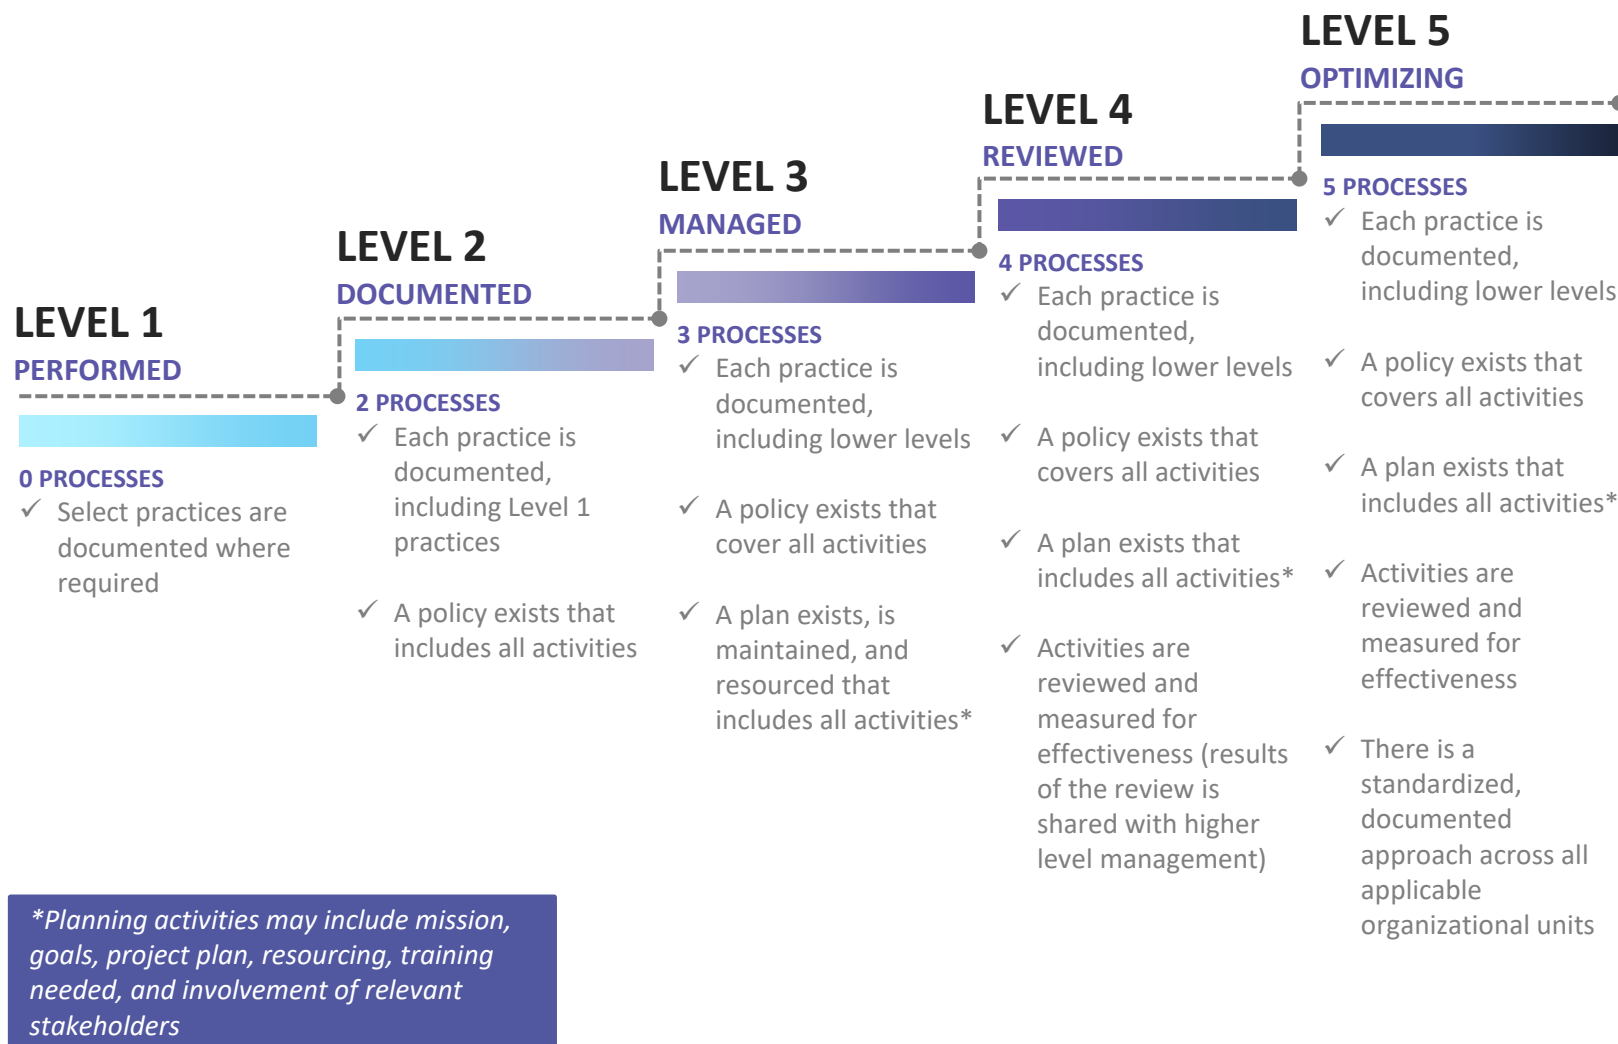 LEVEL 1
PERFORMED
0 PROCESSES
✓ Select practices are
documented where
required
LEVEL 2
DOCUMENTED
2 PROCESSES
✓ Each practice is
documented,
including Level 1
practices
✓ A policy exists that
includes all activities
LEVEL 3
MANAGED
3 PROCESSES
✓ Each practice is
documented,
including lower levels
✓ A policy exists that
cover all activities
✓ A plan exists, is
maintained, and
resourced that
includes all activities*
LEVEL 4
REVIEWED
4 PROCESSES
✓ Each practice is
documented,
including lower levels
✓ A policy exists that
covers all activities
✓ A plan exists that
includes all activities*
✓ Activities are
reviewed and
measured for
effectiveness (results
of the review is
shared with higher
level management)
LEVEL 5
OPTIMIZING
5 PROCESSES
✓ Each practice is
documented,
including lower levels
✓ A policy exists that
covers all activities
✓ A plan exists that
includes all activities*
✓ Activities are
reviewed and
measured for
effectiveness
✓ There is a
standardized,
documented
approach across all
applicable
organizational units
*Planning activities may include mission,
goals, project plan, resourcing, training
needed, and involvement of relevant
stakeholders